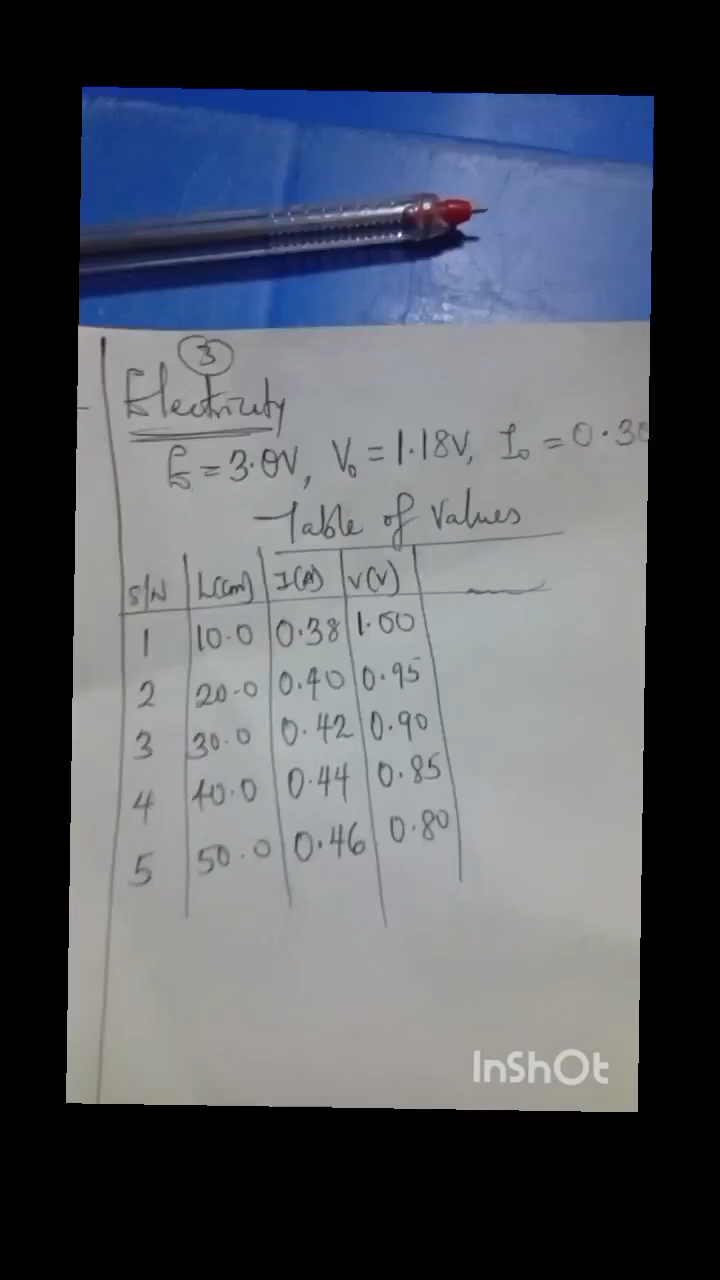 3
Electricity
E = 3.0V, V₀ = 1.18V, I₀ = 0.30
Table of Values
S/N L(cm) I(A) V(V)
1 10.0 0.38 1.00
2 20.0 0.40 0.95
3 30.0 0.42 0.90
4 40.0 0.44 0.85
5 50.0 0.46 0.80
InShOt